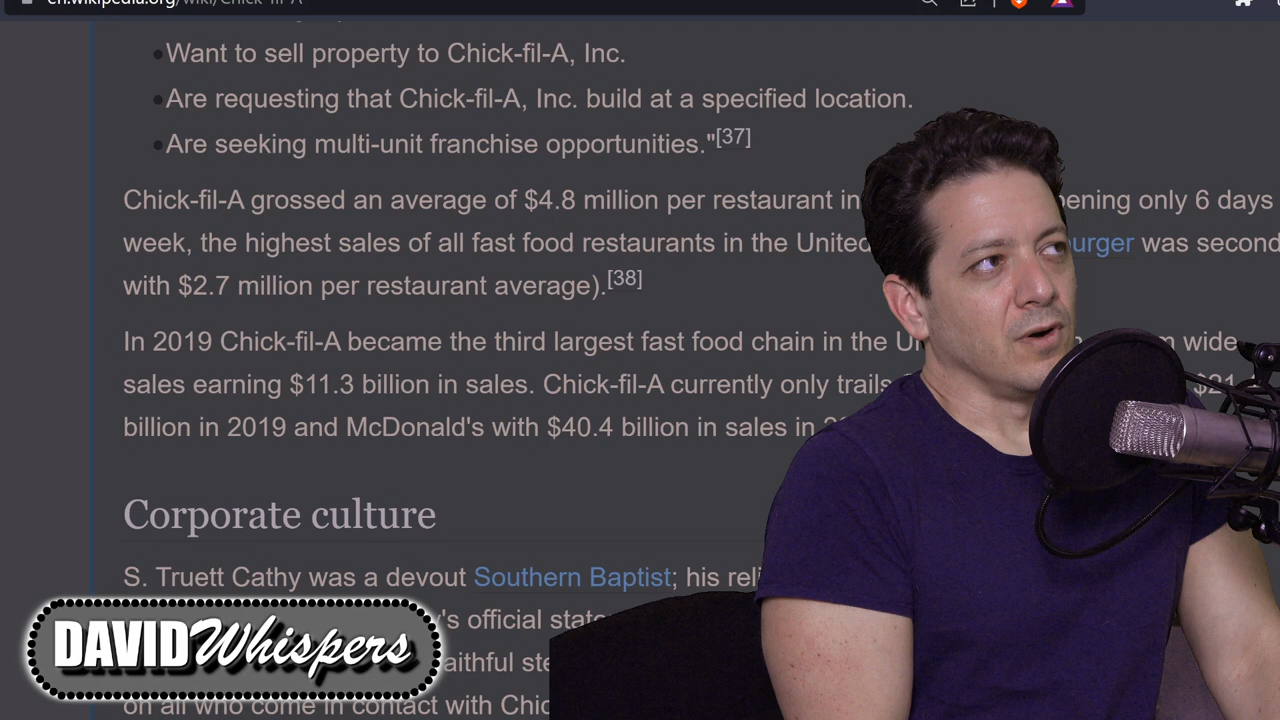 en.wikipedia.org/wiki/Chick-fil-A
Want to sell property to Chick-fil-A, Inc.
Are requesting that Chick-fil-A, Inc. build at a specified location.
Are seeking multi-unit franchise opportunities."[37]
Chick-fil-A grossed an average of $4.8 million per restaurant in ening only 6 days
week, the highest sales of all fast food restaurants in the United urger was second
with $2.7 million per restaurant average).[38]
In 2019 Chick-fil-A became the third largest fast food chain in the Un m wide
sales earning $11.3 billion in sales. Chick-fil-A currently only trails $21
billion in 2019 and McDonald's with $40.4 billion in sales in 2
Corporate culture
S. Truett Cathy was a devout Southern Baptist; his reli
y's official state
aithful ste
on all who come in contact with Chic
DAVID Whispers